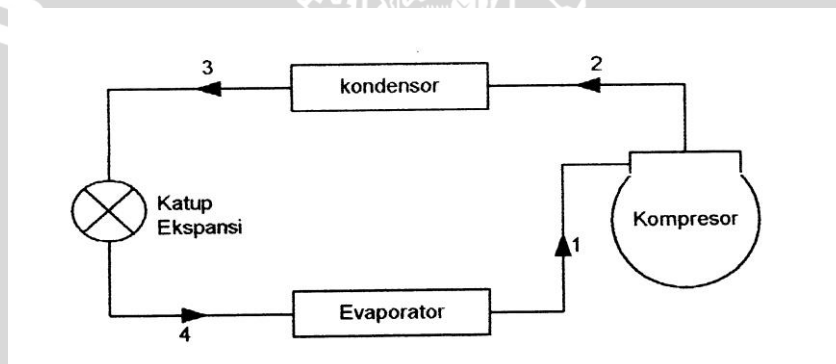 3
2
kondensor
Katup
Ekspansi
Kompresor
1
Evaporator
4